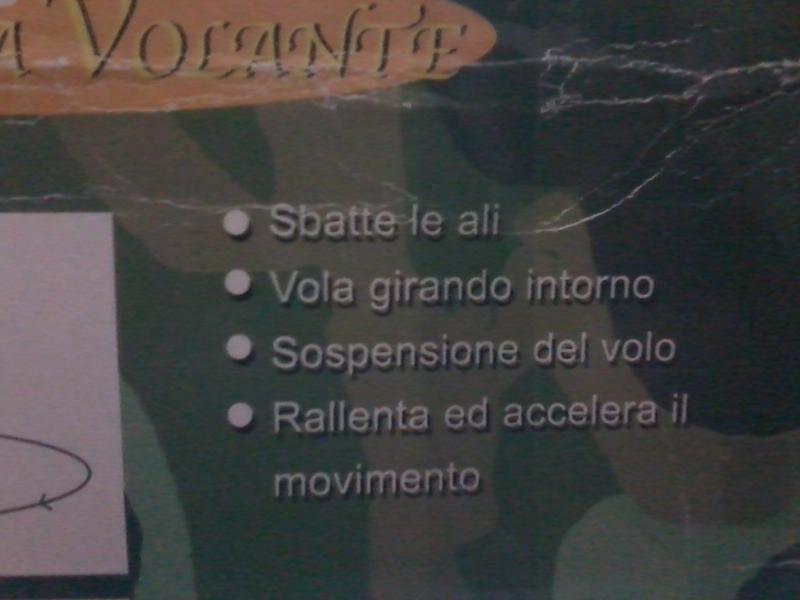 A VOLANTE
Sbatte le ali
Vola girando intorno
Sospensione del volo
Rallenta ed accelera il
movimento